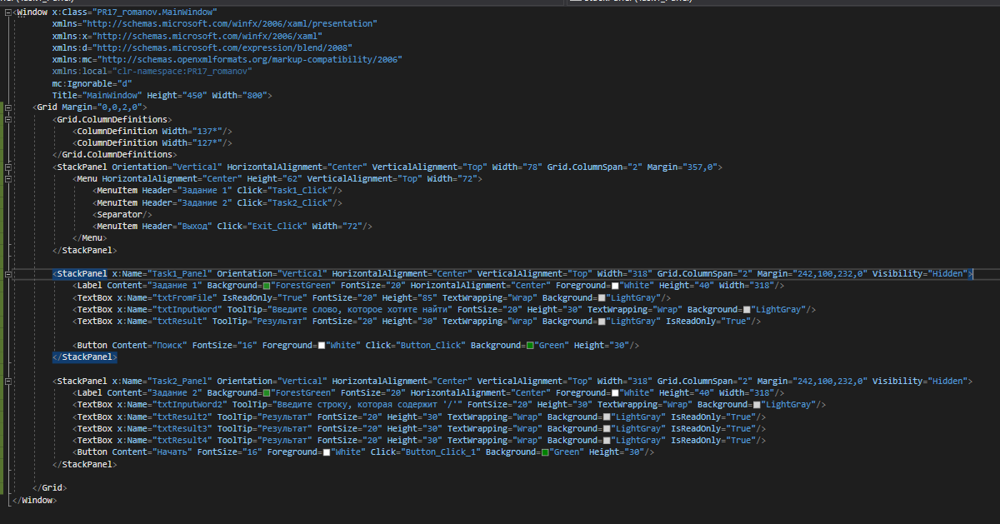 <Window x:Class="PR17_romanov.MainWindow"
xmlns="http://schemas.microsoft.com/winfx/2006/xaml/presentation"
xmlns:x="http://schemas.microsoft.com/winfx/2006/xaml"
xmlns:d="http://schemas.microsoft.com/expression/blend/2008"
xmlns:mc="http://schemas.openxmlformats.org/markup-compatibility/2006"
xmlns:local="clr-namespace:PR17_romanov"
mc:Ignorable="d"
Title="MainWindow" Height="450" Width="800">
<Grid Margin="0,0,2,0">
<Grid.ColumnDefinitions>
<ColumnDefinition Width="137*"/>
<ColumnDefinition Width="127*"/>
</Grid.ColumnDefinitions>
<StackPanel Orientation="Vertical" HorizontalAlignment="Center" VerticalAlignment="Top" Width="78" Grid.ColumnSpan="2" Margin="357,0">
<Menu HorizontalAlignment="Center" Height="62" VerticalAlignment="Top" Width="72">
<MenuItem Header="Задание 1" Click="Task1_Click"/>
<MenuItem Header="Задание 2" Click="Task2_Click"/>
<Separator/>
<MenuItem Header="Выход" Click="Exit_Click" Width="72"/>
</Menu>
</StackPanel>
<StackPanel x:Name="Task1_Panel" Orientation="Vertical" HorizontalAlignment="Center" VerticalAlignment="Top" Width="318" Grid.ColumnSpan="2" Margin="242,100,232,0" Visibility="Hidden">
<Label Content="Задание 1" Background="ForestGreen" FontSize="20" HorizontalAlignment="Center" Foreground="White" Height="40" Width="318"/>
<TextBox x:Name="txtFromFile" IsReadOnly="True" FontSize="20" Height="85" TextWrapping="Wrap" Background="LightGray"/>
<TextBox x:Name="txtInputWord" ToolTip="Введите слово, которое хотите найти" FontSize="20" Height="30" TextWrapping="Wrap" Background="LightGray"/>
<TextBox x:Name="txtResult" ToolTip="Результат" FontSize="20" Height="30" TextWrapping="Wrap" Background="LightGray" IsReadOnly="True"/>
<Button Content="Поиск" FontSize="16" Foreground="White" Click="Button_Click" Background="Green" Height="30"/>
</StackPanel>
<StackPanel x:Name="Task2_Panel" Orientation="Vertical" HorizontalAlignment="Center" VerticalAlignment="Top" Width="318" Grid.ColumnSpan="2" Margin="242,100,232,0" Visibility="Hidden">
<Label Content="Задание 2" Background="ForestGreen" FontSize="20" HorizontalAlignment="Center" Foreground="White" Height="40" Width="318"/>
<TextBox x:Name="txtInputWord2" ToolTip="Введите строку, которая содержит '/'" FontSize="20" Height="30" TextWrapping="Wrap" Background="LightGray"/>
<TextBox x:Name="txtResult2" ToolTip="Результат" FontSize="20" Height="30" TextWrapping="Wrap" Background="LightGray" IsReadOnly="True"/>
<TextBox x:Name="txtResult3" ToolTip="Результат" FontSize="20" Height="30" TextWrapping="Wrap" Background="LightGray" IsReadOnly="True"/>
<TextBox x:Name="txtResult4" ToolTip="Результат" FontSize="20" Height="30" TextWrapping="Wrap" Background="LightGray" IsReadOnly="True"/>
<Button Content="Начать" FontSize="16" Foreground="White" Click="Button_Click_1" Background="Green" Height="30"/>
</StackPanel>
</Grid>
</Window>